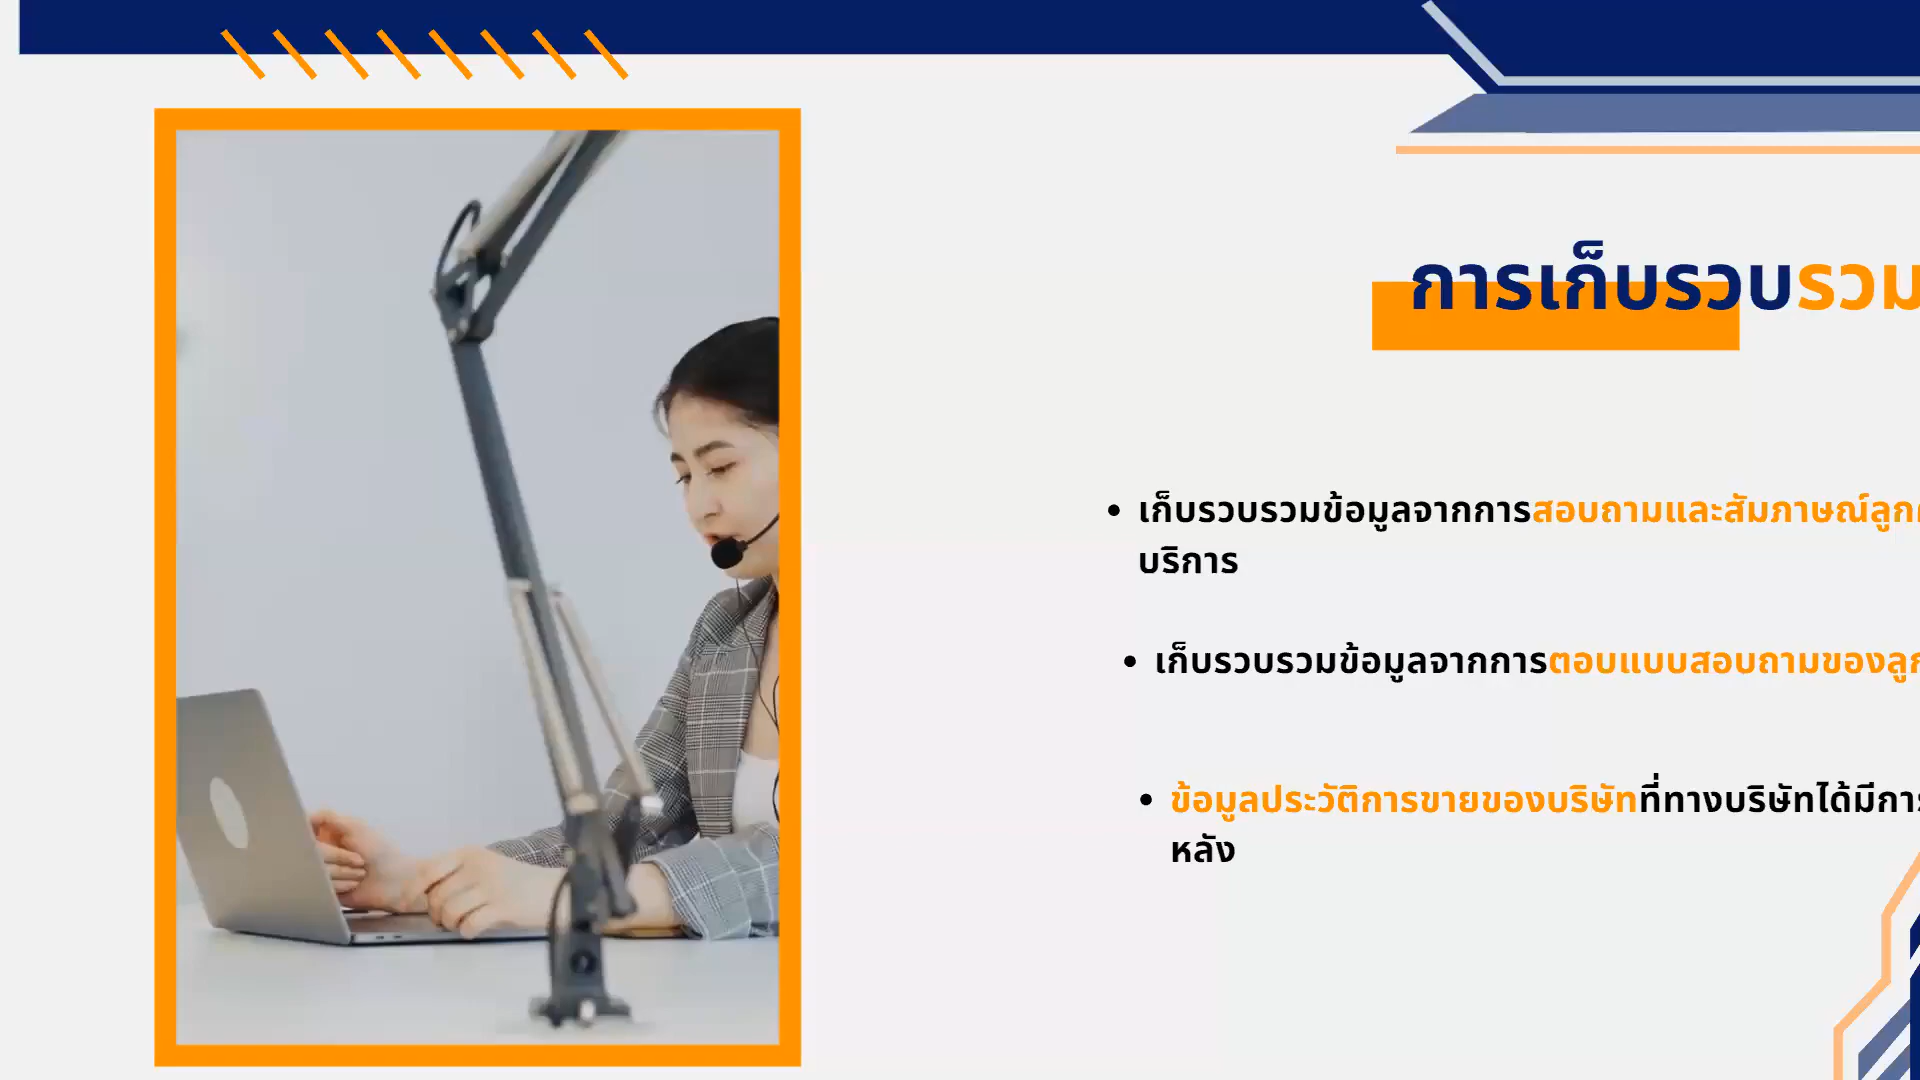 การเก็บรวบรวม
เก็บรวบรวมข้อมูลจากการสอบถามและสัมภาษณ์ลูก
บริการ
เก็บรวบรวมข้อมูลจากการตอบแบบสอบถามของ
ข้อมูลประวัติการขายของบริษัทที่ทางบริษัทได้มี
หลัง